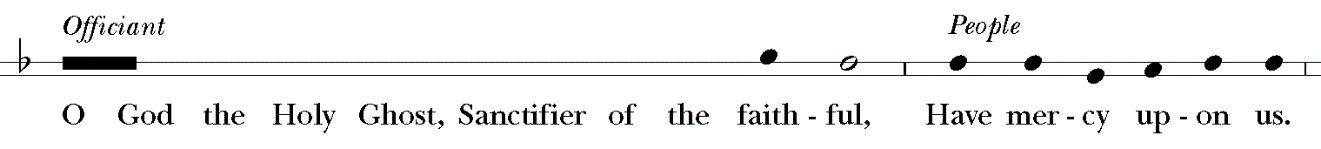 Officiant People
O God the Holy Ghost, Sanctifier of the faith - ful, Have mer - cy up - on us.